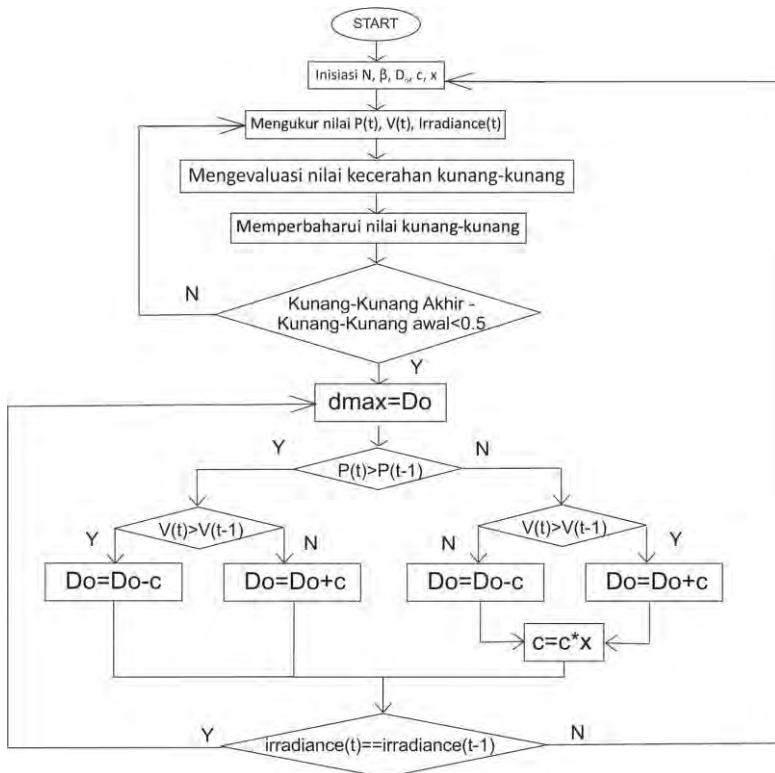 START
Inisiasi N, β, Do, c, x
Mengukur nilai P(t), V(t), Irradiance(t)
Mengevaluasi nilai kecerahan kunang-kunang
Memperbaharui nilai kunang-kunang
N
Kunang-Kunang Akhir -
Kunang-Kunang awal<0.5
Y
dmax=Do
Y
N
P(t)>P(t-1)
V(t)>V(t-1)
V(t)>V(t-1)
Y
N
N
Y
Do=Do-c
Do=Do+c
Do=Do-c
Do=Do+c
c=c*x
Y
N
irradiance(t)==irradiance(t-1)